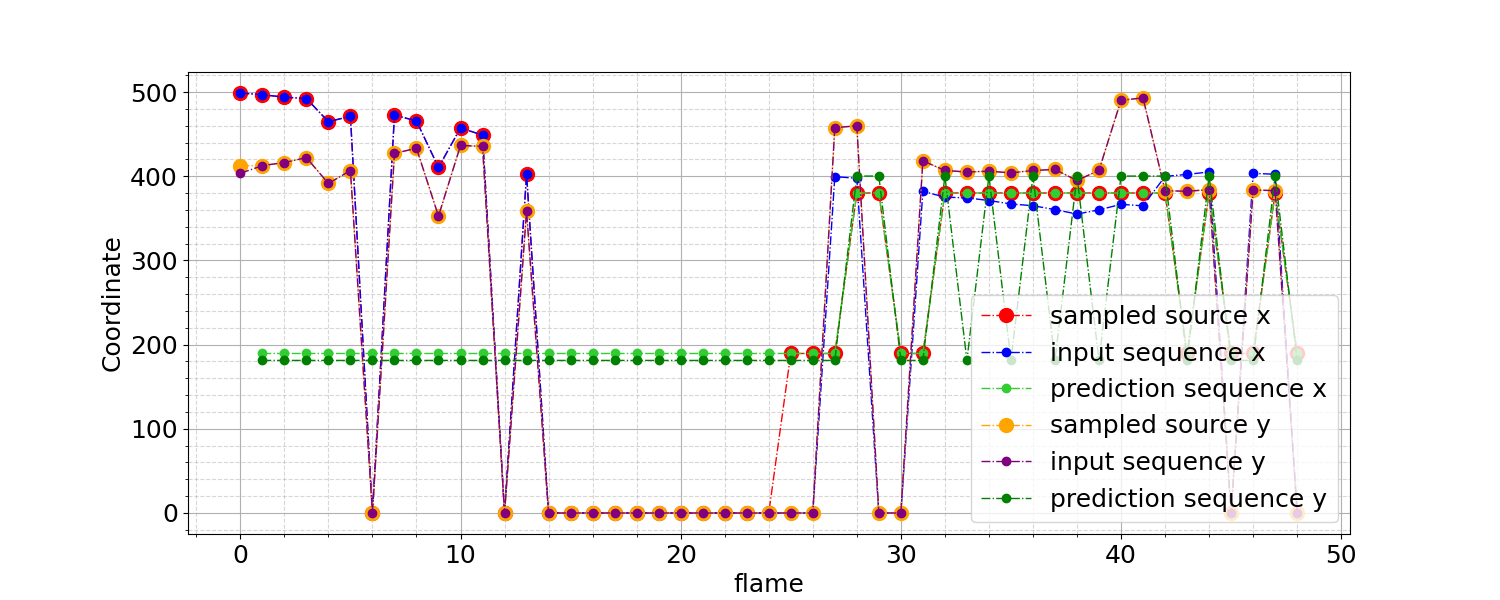 500
400
300
200
100
0
Coordinate
0 10 20 30 40 50
flame
sampled source x
input sequence x
prediction sequence x
sampled source y
input sequence y
prediction sequence y